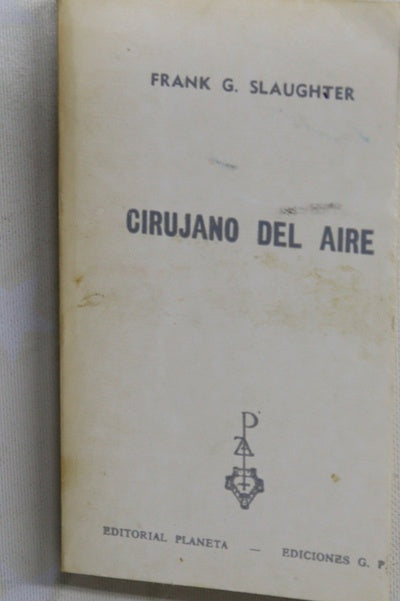 FRANK G. SLAUGHTER
CIRUJANO DEL AIRE
EDITORIAL PLANETA — EDICIONES G. P.